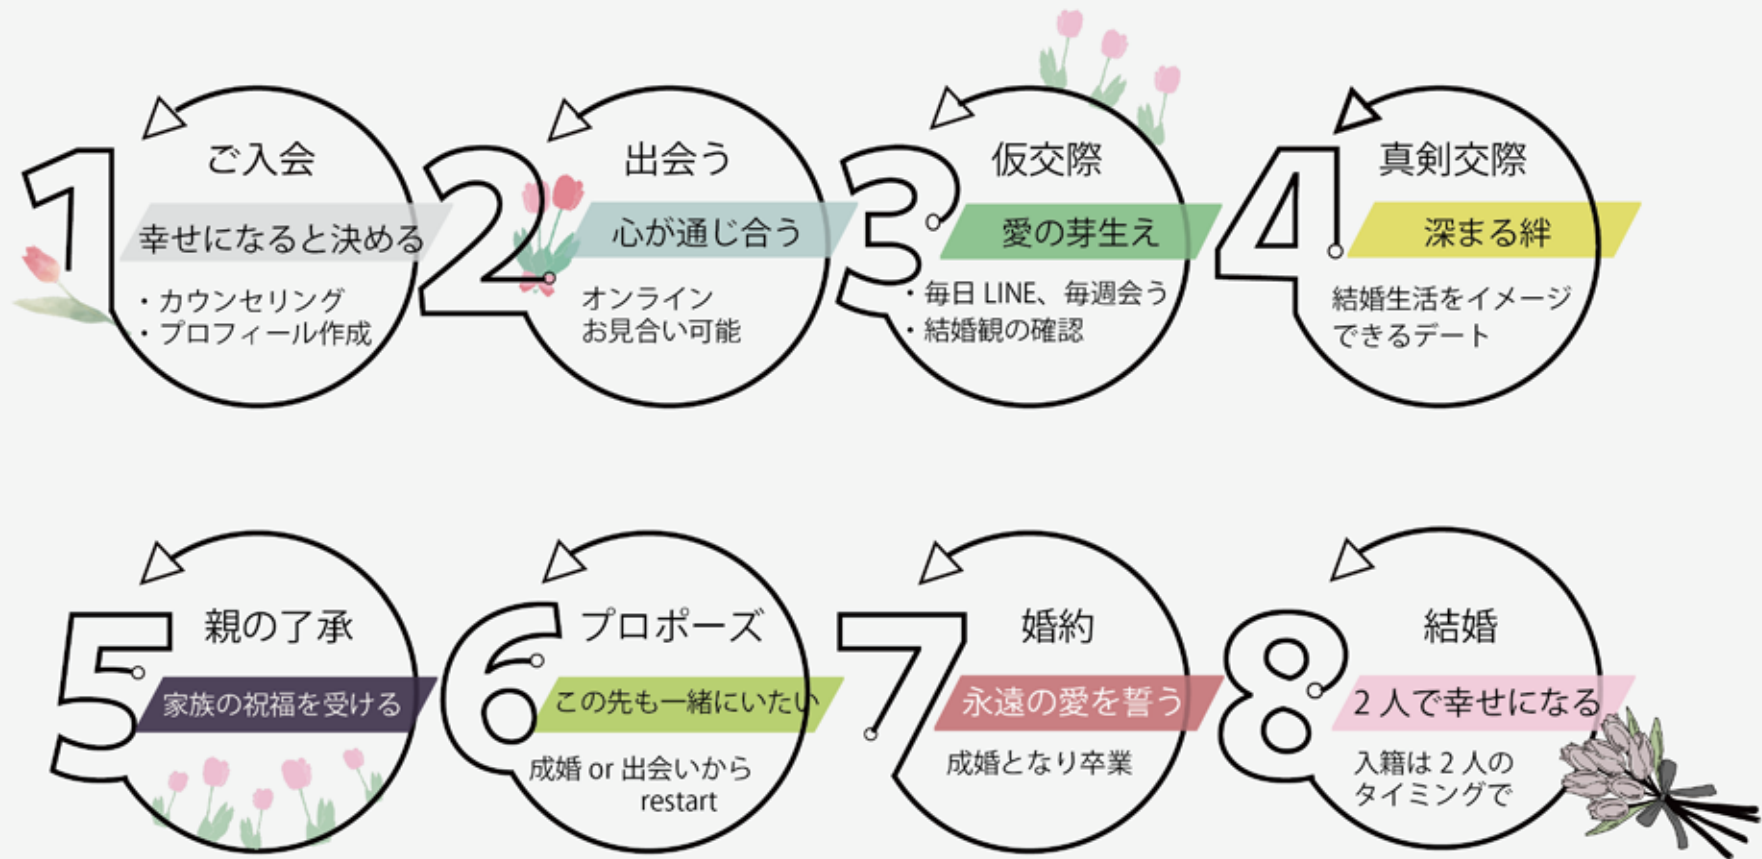 1
ご入会
幸せになると決める
・カウンセリング
・プロフィール作成
2
出会う
心が通じ合う
オンライン
お見合い可能
3
仮交際
愛の芽生え
・毎日 LINE、毎週会う
・結婚観の確認
4
真剣交際
深まる絆
結婚生活をイメージ
できるデート
5
親の了承
家族の祝福を受ける
6
プロポーズ
この先も一緒にいたい
成婚 or 出会いから
restart
7
婚約
永遠の愛を誓う
成婚となり卒業
8
結婚
2 人で幸せになる
入籍は 2 人の
タイミングで